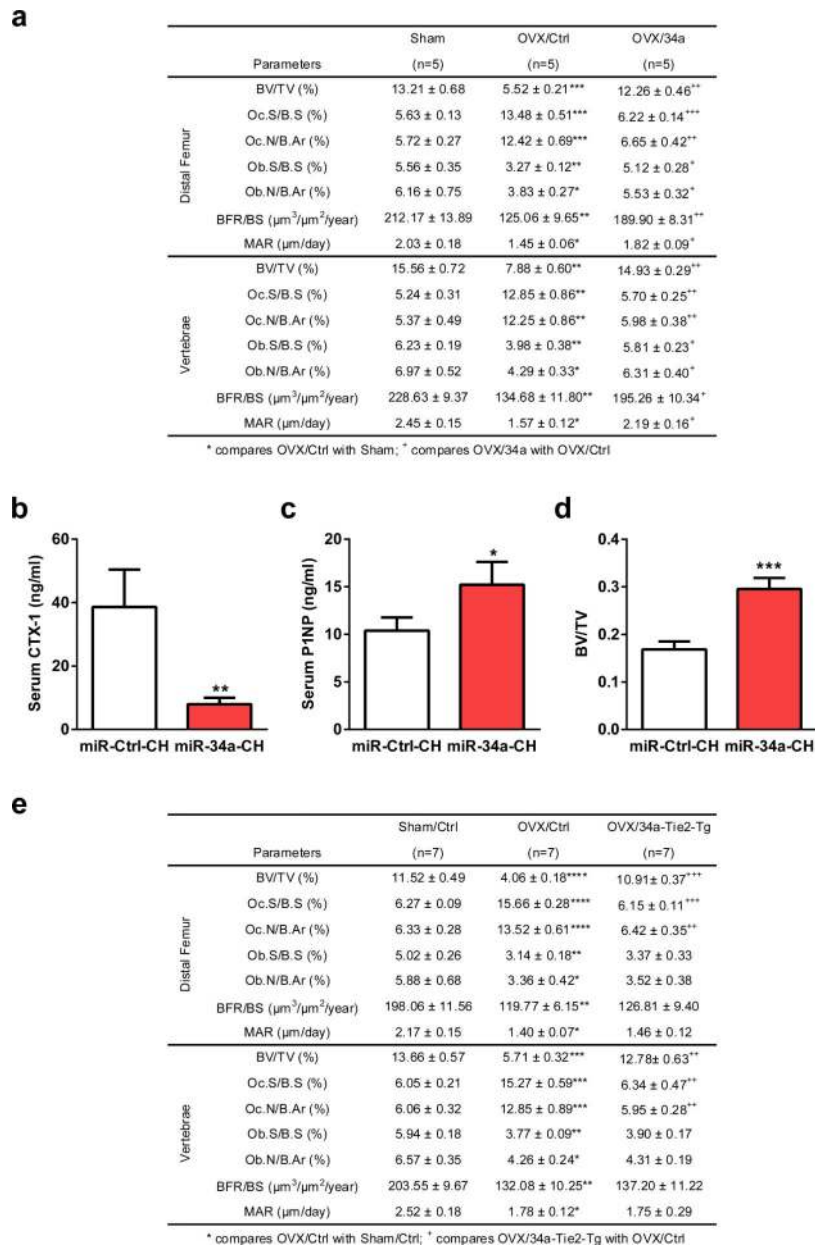 a
Sham OVX/Ctrl OVX/34a
Parameters (n=5) (n=5) (n=5)
Distal Femur
BV/TV (%) 13.21 ± 0.68 5.52 ± 0.21*** 12.26 ± 0.46++
Oc.S/B.S (%) 5.63 ± 0.13 13.48 ± 0.51*** 6.22 ± 0.14+++
Oc.N/B.Ar (%) 5.72 ± 0.27 12.42 ± 0.69*** 6.65 ± 0.42++
Ob.S/B.S (%) 5.56 ± 0.35 3.27 ± 0.12** 5.12 ± 0.28+
Ob.N/B.Ar (%) 6.16 ± 0.75 3.83 ± 0.27* 5.53 ± 0.32+
BFR/BS (µm³/µm²/year) 212.17 ± 13.89 125.06 ± 9.65** 189.90 ± 8.31++
MAR (µm/day) 2.03 ± 0.18 1.45 ± 0.06* 1.82 ± 0.09+
Vertebrae
BV/TV (%) 15.56 ± 0.72 7.88 ± 0.60** 14.93 ± 0.29++
Oc.S/B.S (%) 5.24 ± 0.31 12.85 ± 0.86** 5.70 ± 0.25++
Oc.N/B.Ar (%) 5.37 ± 0.49 12.25 ± 0.86** 5.98 ± 0.38++
Ob.S/B.S (%) 6.23 ± 0.19 3.98 ± 0.38** 5.81 ± 0.23+
Ob.N/B.Ar (%) 6.97 ± 0.52 4.29 ± 0.33* 6.31 ± 0.40+
BFR/BS (µm³/µm²/year) 228.63 ± 9.37 134.68 ± 11.80** 195.26 ± 10.34+
MAR (µm/day) 2.45 ± 0.15 1.57 ± 0.12* 2.19 ± 0.16+
* compares OVX/Ctrl with Sham; + compares OVX/34a with OVX/Ctrl
b
Serum CTX-1 (ng/ml)
60
40
20
0
**
miR-Ctrl-CH miR-34a-CH
c
Serum P1NP (ng/ml)
20
15
10
5
0
*
miR-Ctrl-CH miR-34a-CH
d
BV/TV
0.4
0.3
0.2
0.1
0.0
***
miR-Ctrl-CH miR-34a-CH
e
Sham/Ctrl OVX/Ctrl OVX/34a-Tie2-Tg
Parameters (n=7) (n=7) (n=7)
Distal Femur
BV/TV (%) 11.52 ± 0.49 4.06 ± 0.18**** 10.91± 0.37+++
Oc.S/B.S (%) 6.27 ± 0.09 15.66 ± 0.28**** 6.15 ± 0.11+++
Oc.N/B.Ar (%) 6.33 ± 0.28 13.52 ± 0.61**** 6.42 ± 0.35++
Ob.S/B.S (%) 5.02 ± 0.26 3.14 ± 0.18** 3.37 ± 0.33
Ob.N/B.Ar (%) 5.88 ± 0.68 3.36 ± 0.42* 3.52 ± 0.38
BFR/BS (µm³/µm²/year) 198.06 ± 11.56 119.77 ± 6.15** 126.81 ± 9.40
MAR (µm/day) 2.17 ± 0.15 1.40 ± 0.07* 1.46 ± 0.12
Vertebrae
BV/TV (%) 13.66 ± 0.57 5.71 ± 0.32*** 12.78± 0.63++
Oc.S/B.S (%) 6.05 ± 0.21 15.27 ± 0.59*** 6.34 ± 0.47++
Oc.N/B.Ar (%) 6.06 ± 0.32 12.85 ± 0.89*** 5.95 ± 0.28++
Ob.S/B.S (%) 5.94 ± 0.18 3.77 ± 0.09** 3.90 ± 0.17
Ob.N/B.Ar (%) 6.57 ± 0.35 4.26 ± 0.24* 4.31 ± 0.19
BFR/BS (µm³/µm²/year) 203.55 ± 9.67 132.08 ± 10.25** 137.20 ± 11.22
MAR (µm/day) 2.52 ± 0.18 1.78 ± 0.12* 1.75 ± 0.29
* compares OVX/Ctrl with Sham/Ctrl; + compares OVX/34a-Tie2-Tg with OVX/Ctrl